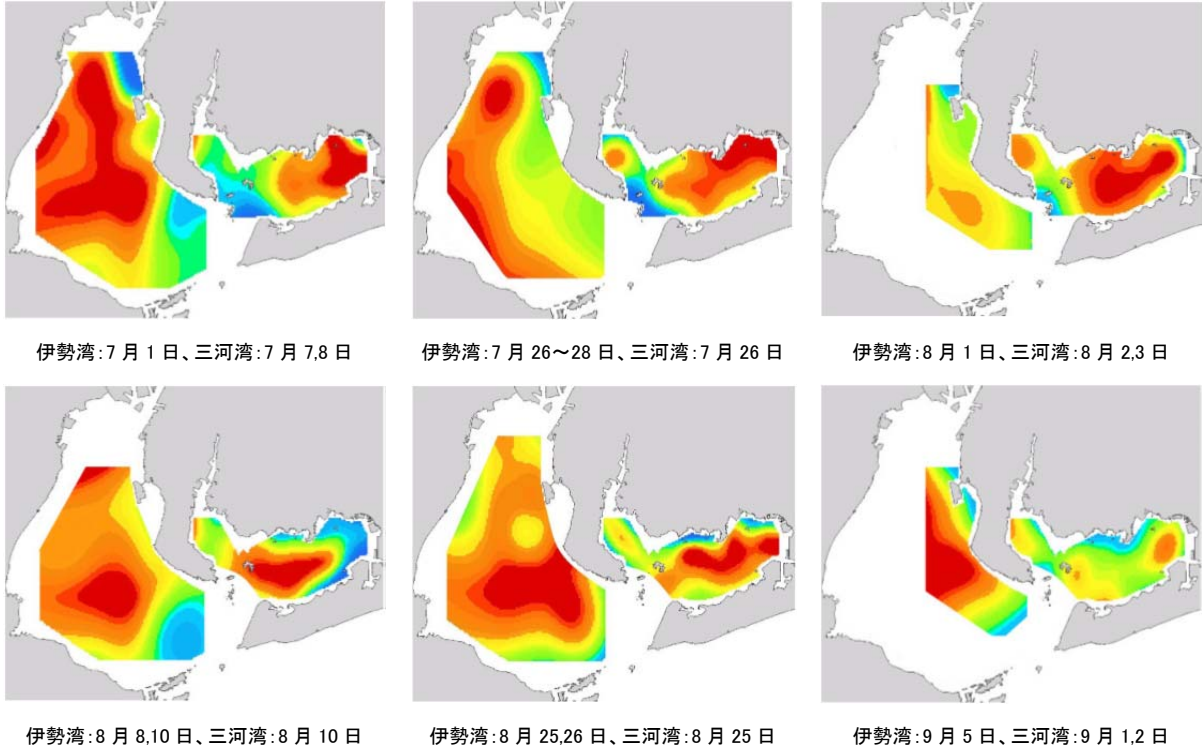 伊勢湾:7 月 1 日、三河湾:7 月 7,8 日
伊勢湾:7 月 26～28 日、三河湾:7 月 26 日
伊勢湾:8 月 1 日、三河湾:8 月 2,3 日
伊勢湾:8 月 8,10 日、三河湾:8 月 10 日
伊勢湾:8 月 25,26 日、三河湾:8 月 25 日
伊勢湾:9 月 5 日、三河湾:9 月 1,2 日